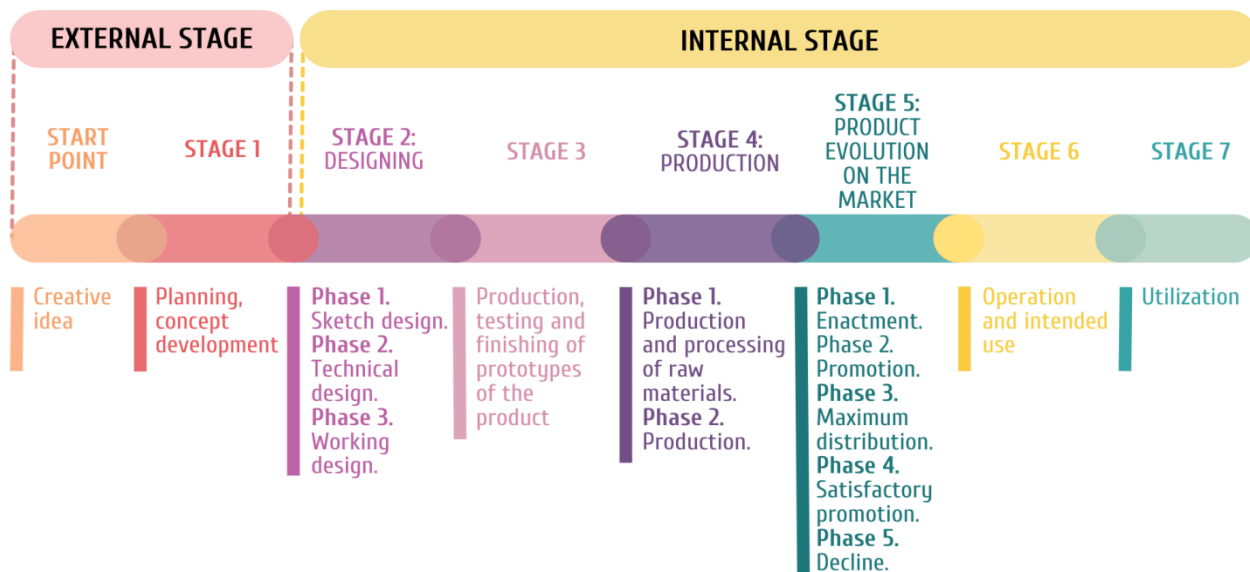 EXTERNAL STAGE
INTERNAL STAGE
START
POINT
STAGE 1
STAGE 2:
DESIGNING
STAGE 3
STAGE 4:
PRODUCTION
STAGE 5:
PRODUCT
EVOLUTION
ON THE
MARKET
STAGE 6
STAGE 7
Creative
idea
Planning,
concept
development
Phase 1.
Sketch design.
Phase 2.
Technical
design.
Phase 3.
Working
design.
Production,
testing and
finishing of
prototypes
of the
product
Phase 1.
Production
and processing
of raw
materials.
Phase 2.
Production.
Phase 1.
Enactment.
Phase 2.
Promotion.
Phase 3.
Maximum
distribution.
Phase 4.
Satisfactory
promotion.
Phase 5.
Decline.
Operation
and intended
use
Utilization